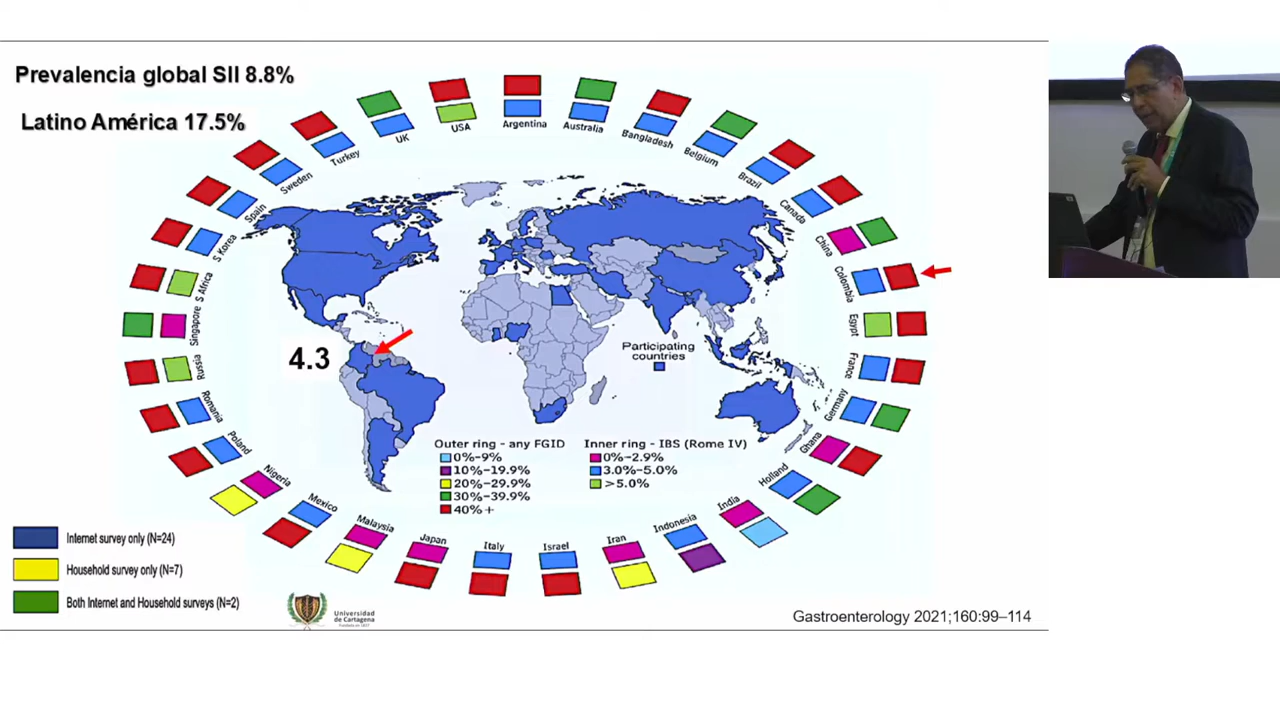 Prevalencia global SII 8.8%
Latino América 17.5%
Argentina
Australia
Bangladesh
Belgium
Brazil
Canada
China
Colombia
Egypt
France
Germany
Ghana
Holland
India
Indonesia
Iran
Israel
Italy
Japan
Malaysia
Mexico
Nigeria
Poland
Romania
Russia
Singapore
S Africa
S Korea
Spain
Sweden
Turkey
UK
USA
4.3
Participating
countries
Outer ring - any FGID
0%-9%
10%-19.9%
20%-29.9%
30%-39.9%
40% +
Inner ring - IBS (Rome IV)
0%-2.9%
3.0%-5.0%
>5.0%
Internet survey only (N=24)
Household survey only (N=7)
Both Internet and Household surveys (N=2)
Universidad
de Cartagena
Gastroenterology 2021;160:99–114